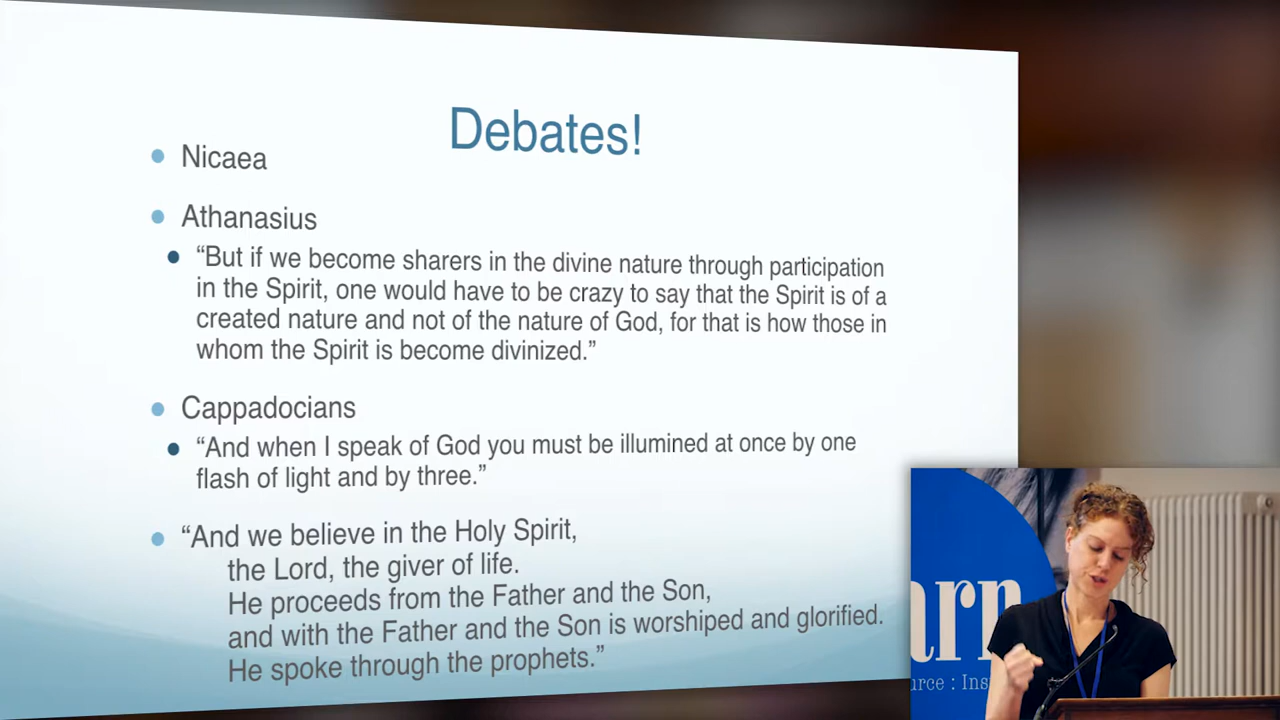 Debates!
Nicaea
Athanasius
“But if we become sharers in the divine nature through participation
in the Spirit, one would have to be crazy to say that the Spirit is of a
created nature and not of the nature of God, for that is how those in
whom the Spirit is become divinized.”
Cappadocians
“And when I speak of God you must be illumined at once by one
flash of light and by three.”
“And we believe in the Holy Spirit,
the Lord, the giver of life.
He proceeds from the Father and the Son,
and with the Father and the Son is worshiped and glorified.
He spoke through the prophets.”
arn
urce : Ins